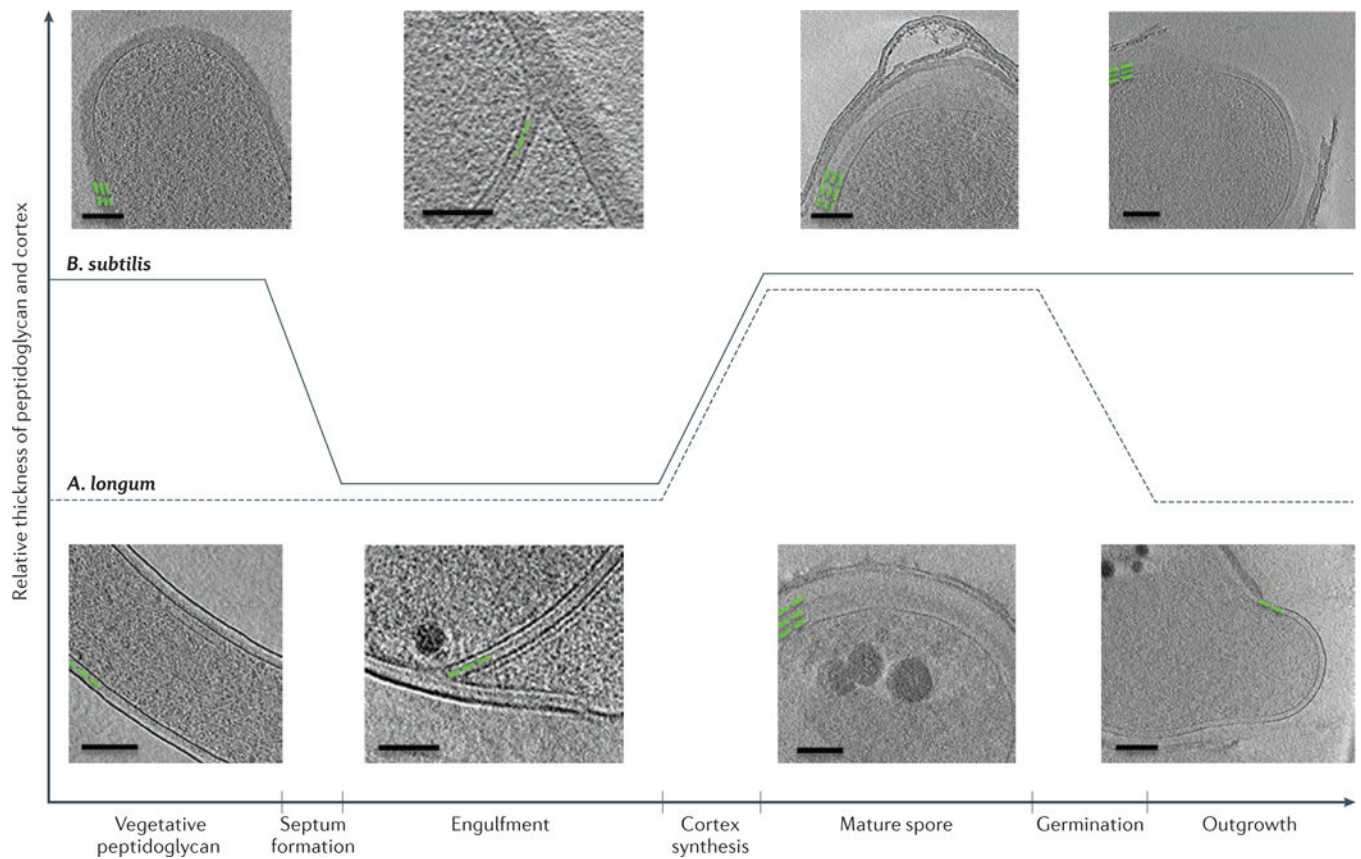 Relative thickness of peptidoglycan and cortex
B. subtilis
A. longum
Vegetative
peptidoglycan
Septum
formation
Engulfment
Cortex
synthesis
Mature spore
Germination
Outgrowth